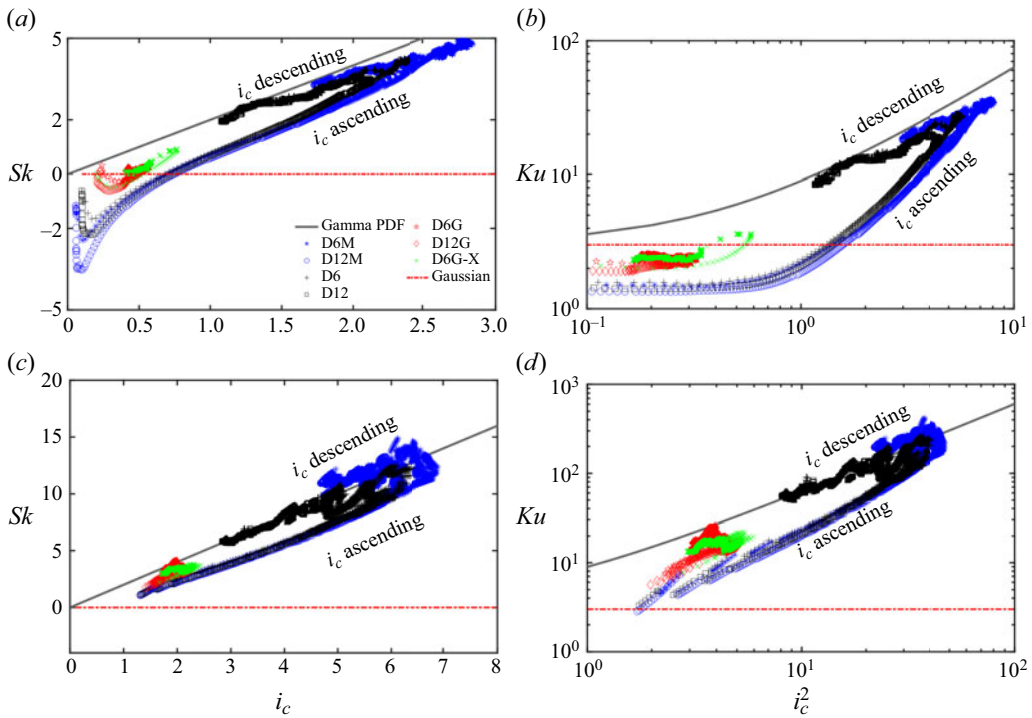 (a)
5
2
0
−2
−5
Sk
0
0.5
1.0
1.5
2.0
2.5
3.0
i_c descending
i_c ascending
Gamma PDF
D6M
D12M
D6
D12
D6G
D12G
D6G-X
Gaussian
(b)
10^2
10^1
10^0
Ku
10^−1
10^0
10^1
i_c descending
i_c ascending
(c)
20
15
10
5
0
Sk
0
1
2
3
4
5
6
7
8
i_c
i_c descending
i_c ascending
(d)
10^3
10^2
10^1
10^0
Ku
10^0
10^1
10^2
i_c^2
i_c descending
i_c ascending